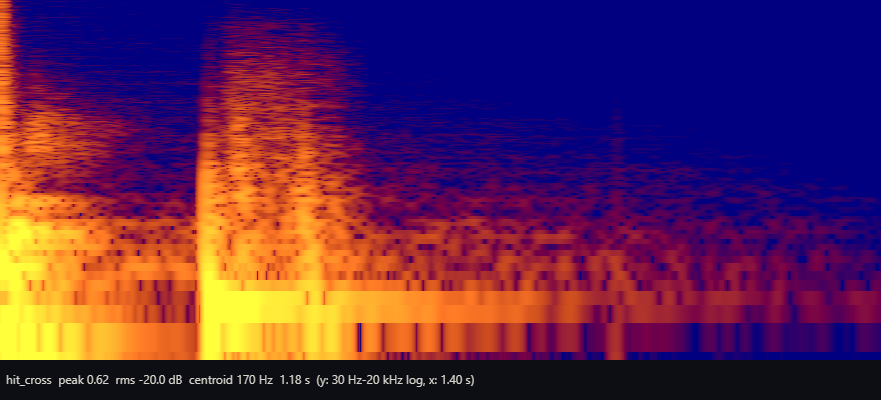 hit_cross peak 0.62 rms -20.0 dB centroid 170 Hz 1.18 s (y: 30 Hz-20 kHz log, x: 1.40 s)